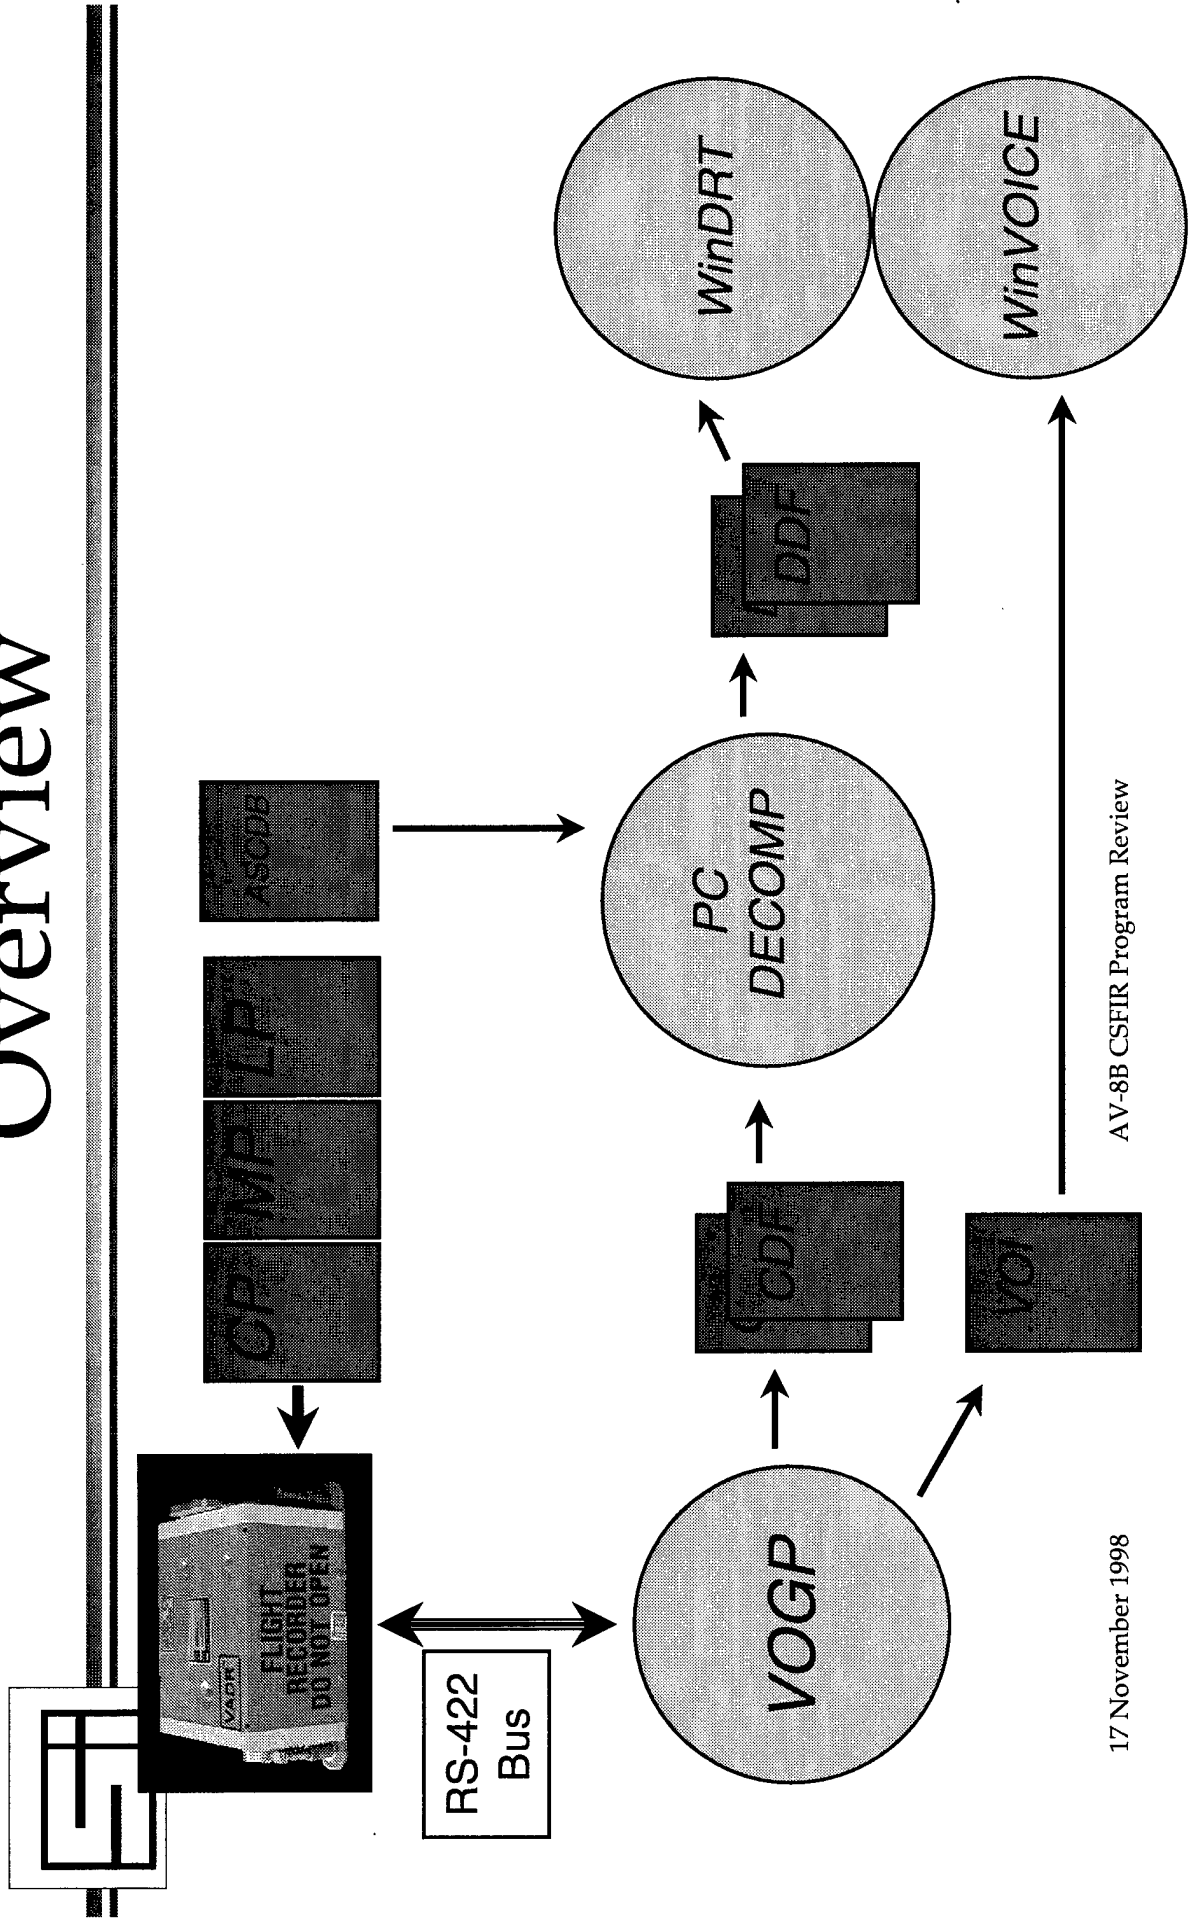 Overview
VADR
FLIGHT
RECORDER
DO NOT OPEN
CP
MP
LP
ASCDB
RS-422
Bus
VOGP
CDF
VOI
PC
DECOMP
DDF
WinDRT
WinVOICE
17 November 1998
AV-8B CSFIR Program Review